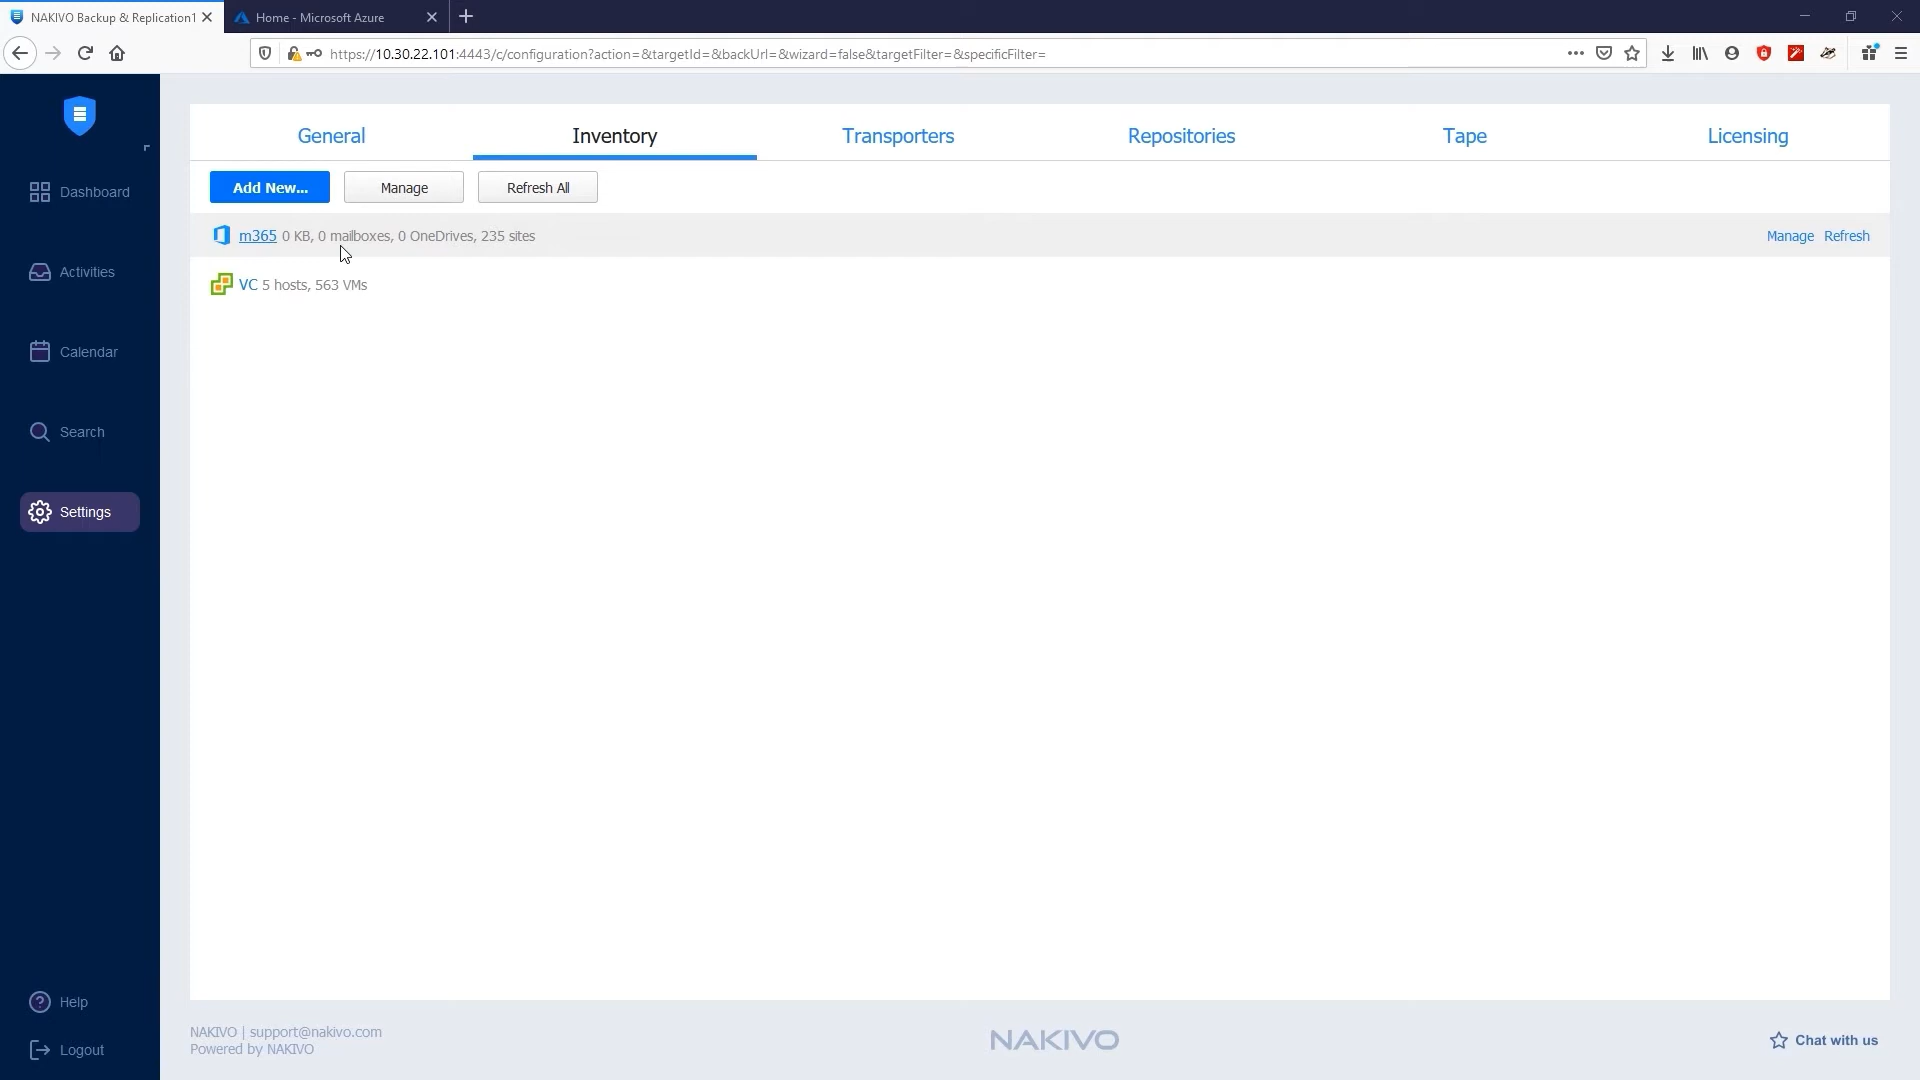 NAKIVO Backup & Replication1
Home - Microsoft Azure
https://10.30.22.101:4443/c/configuration?action=&targetId=&backUrl=&wizard=false&targetFilter=&specificFilter=
General
Inventory
Transporters
Repositories
Tape
Licensing
Dashboard
Activities
Calendar
Search
Settings
Help
Logout
Add New...
Manage
Refresh All
m365 0 KB, 0 mailboxes, 0 OneDrives, 235 sites
Manage Refresh
VC 5 hosts, 563 VMs
NAKIVO | support@nakivo.com
Powered by NAKIVO
NAKIVO
Chat with us